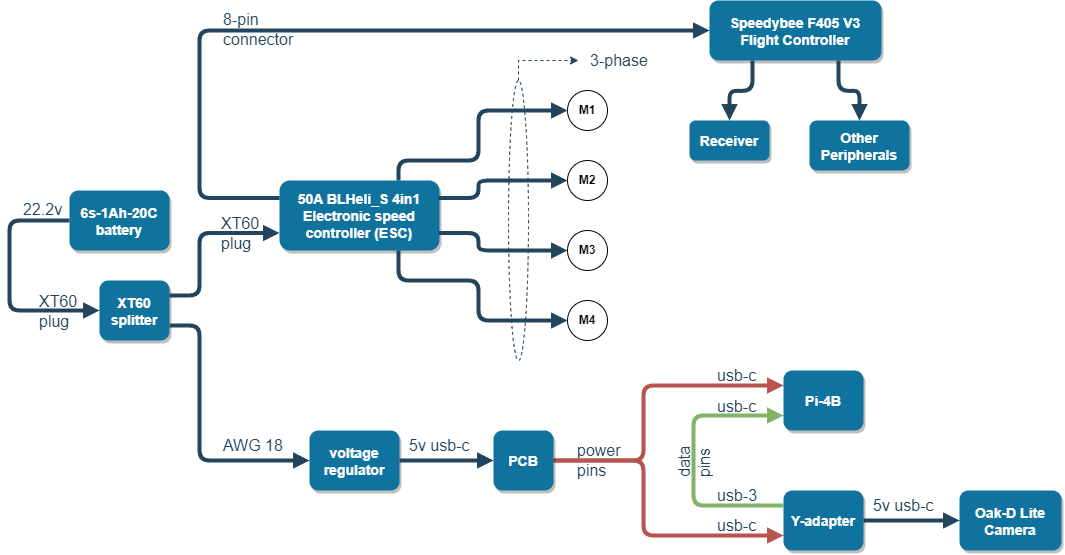 8-pin
connector
Speedybee F405 V3
Flight Controller
3-phase
M1
Receiver
Other
Peripherals
M2
50A BLHeli_S 4in1
Electronic speed
controller (ESC)
22.2v
6s-1Ah-20C
battery
XT60
plug
M3
XT60
plug
XT60
splitter
M4
usb-c
Pi-4B
usb-c
AWG 18
voltage
regulator
5v usb-c
PCB
power
pins
data
pins
usb-3
usb-c
Y-adapter
5v usb-c
Oak-D Lite
Camera